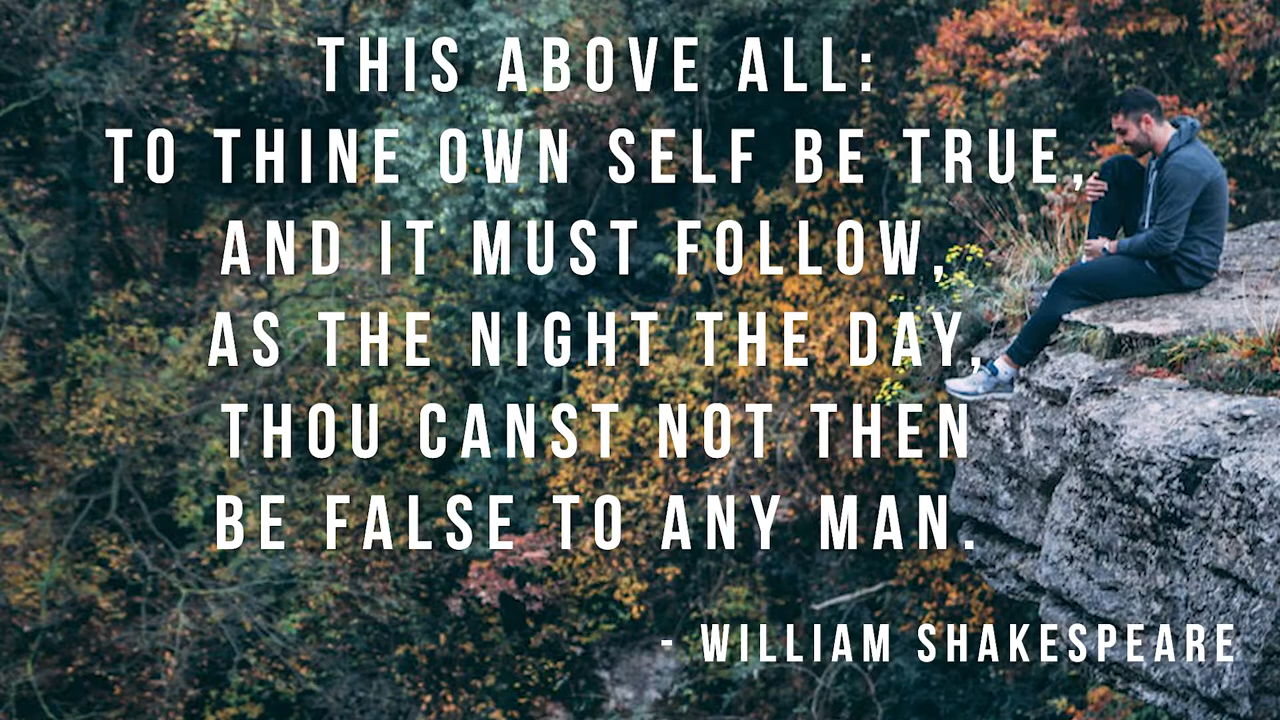 THIS ABOVE ALL:
TO THINE OWN SELF BE TRUE,
AND IT MUST FOLLOW,
AS THE NIGHT THE DAY,
THOU CANST NOT THEN
BE FALSE TO ANY MAN.
- WILLIAM SHAKESPEARE